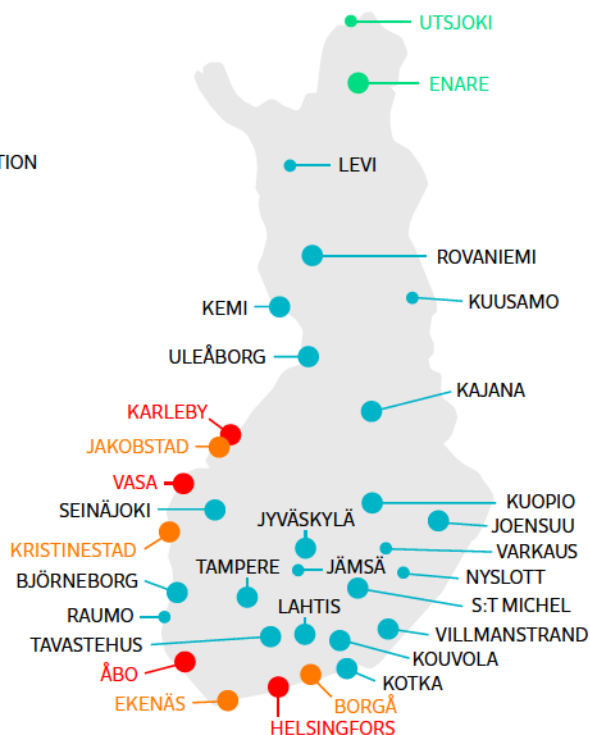 UTSJOKI
ENARE
TION
LEVI
ROVANIEMI
KUUSAMO
KEMI
ULEÅBORG
KAJANA
KARLEBY
JAKOBSTAD
VASA
SEINÄJOKI
KUOPIO
JYVÄSKYLÄ
JOENSUU
KRISTINESTAD
VARKAUS
TAMPERE
JÄMSÄ
BJÖRNEBORG
NYSLOTT
S:T MICHEL
LAHTIS
RAUMO
VILLMANSTRAND
TAVASTEHUS
KOUVOLA
ÅBO
KOTKA
EKENÄS
BORGÅ
HELSINGFORS